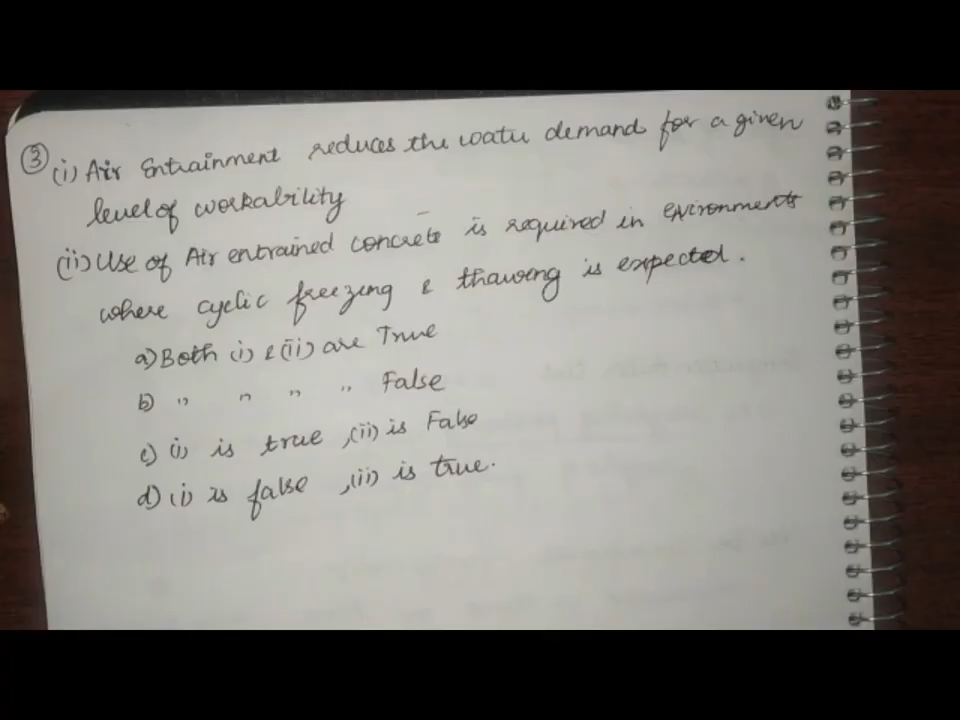 ③ (i) Air Entrainment reduces the watu demand for a given
level of workability
(ii) Use of Air entrained concrete is required in evironments
where cyclic freezing & thawing is expected.
a) Both (i) & (ii) are True
b) " " " " False
c) (i) is true, (ii) is False
d) (i) is false, (ii) is true.